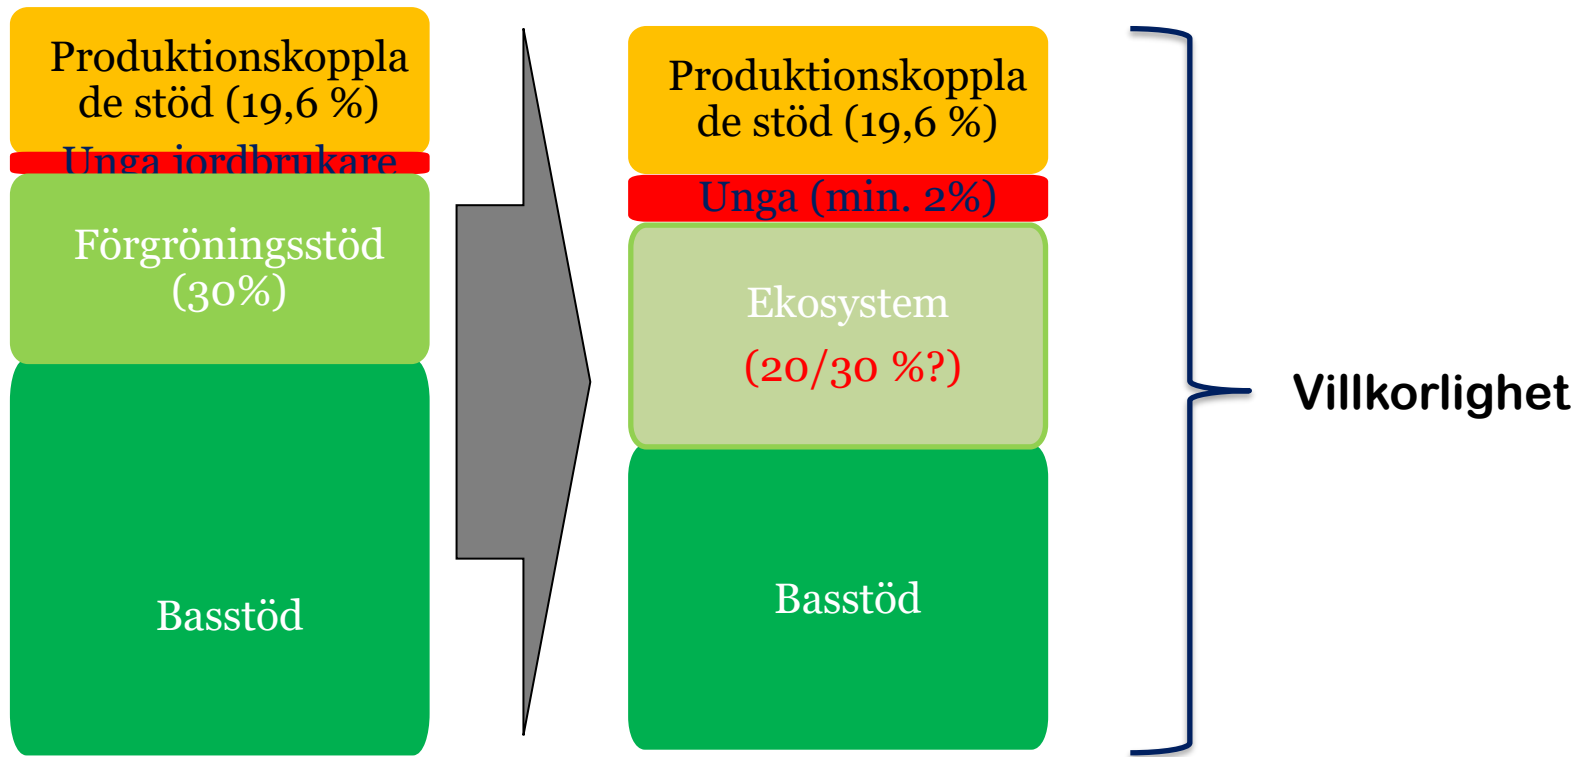 Produktionskoppla
de stöd (19,6 %)
Unga jordbrukare
Förgröningsstöd
(30%)
Basstöd
Produktionskoppla
de stöd (19,6 %)
Unga (min. 2%)
Ekosystem
(20/30 %?)
Basstöd
Villkorlighet